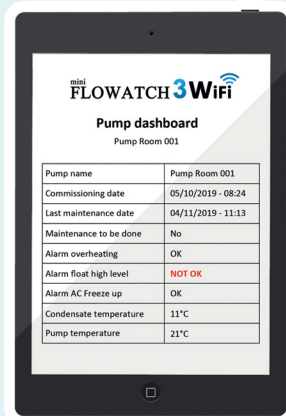 mini
FLOWATCH 3 WiFi
Pump dashboard
Pump Room 001
Pump name Pump Room 001
Commissioning date 05/10/2019 - 08:24
Last maintenance date 04/11/2019 - 11:13
Maintenance to be done No
Alarm overheating OK
Alarm float high level NOT OK
Alarm AC Freeze up OK
Condensate temperature 11°C
Pump temperature 21°C